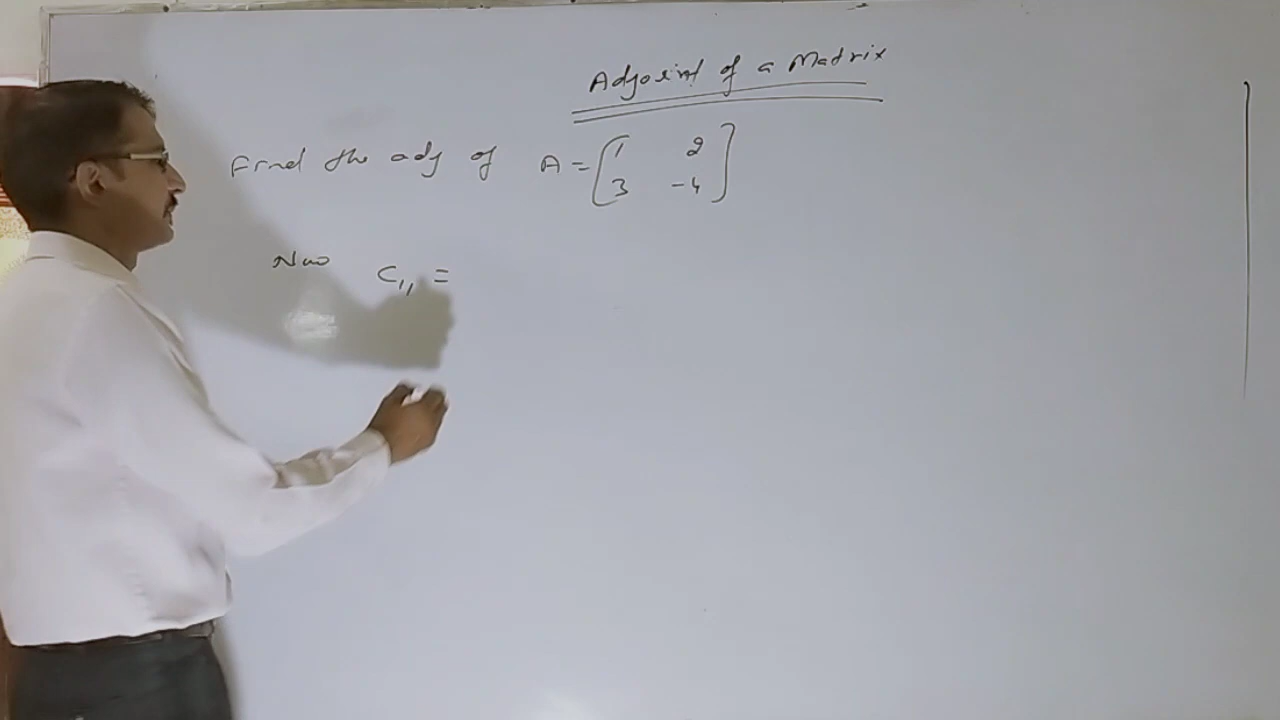 Adjoint of a Matrix
Find the adj of A = [1 2
3 -4]
Now C11 =